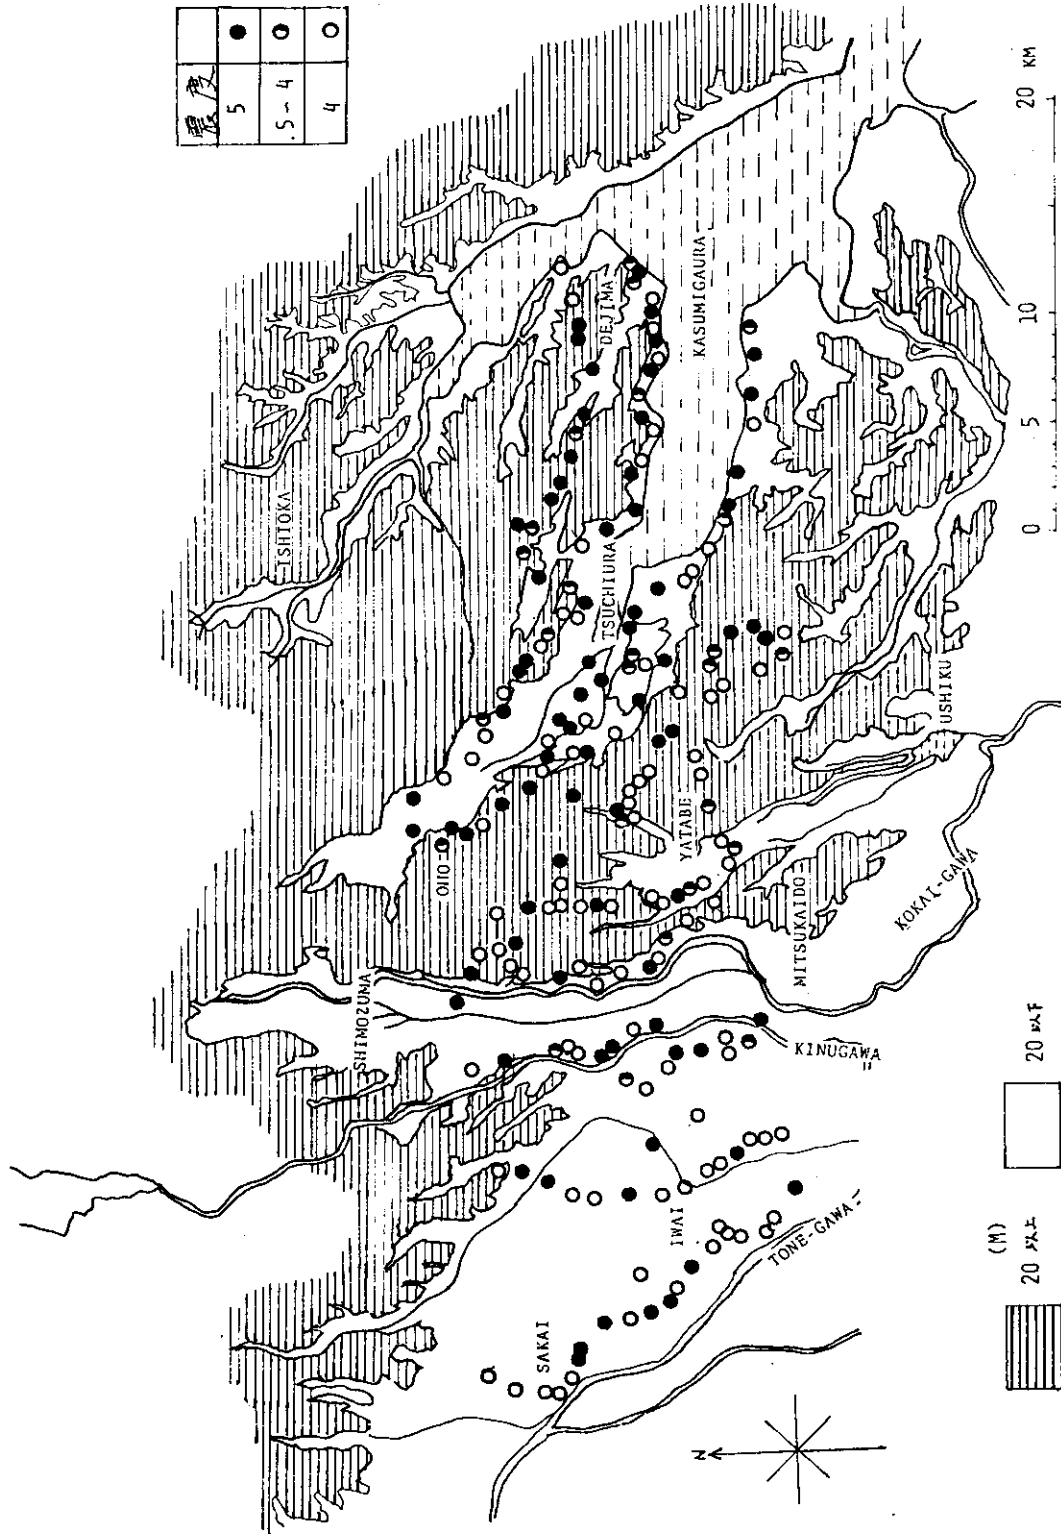 震度
5
5-4
4
ISHIOKA
DEJIMA
KASUMIGAURA
TSUCHIURA
OHO
SHIMOZUMA
YATABE
USHIKU
MITSUKAIDO
KOKAI-GAWA
KINUGAWA
IWAI
SAKAI
TONE-GAWA
N
(M)
20 以上
20 以下
0 5 10 20 KM